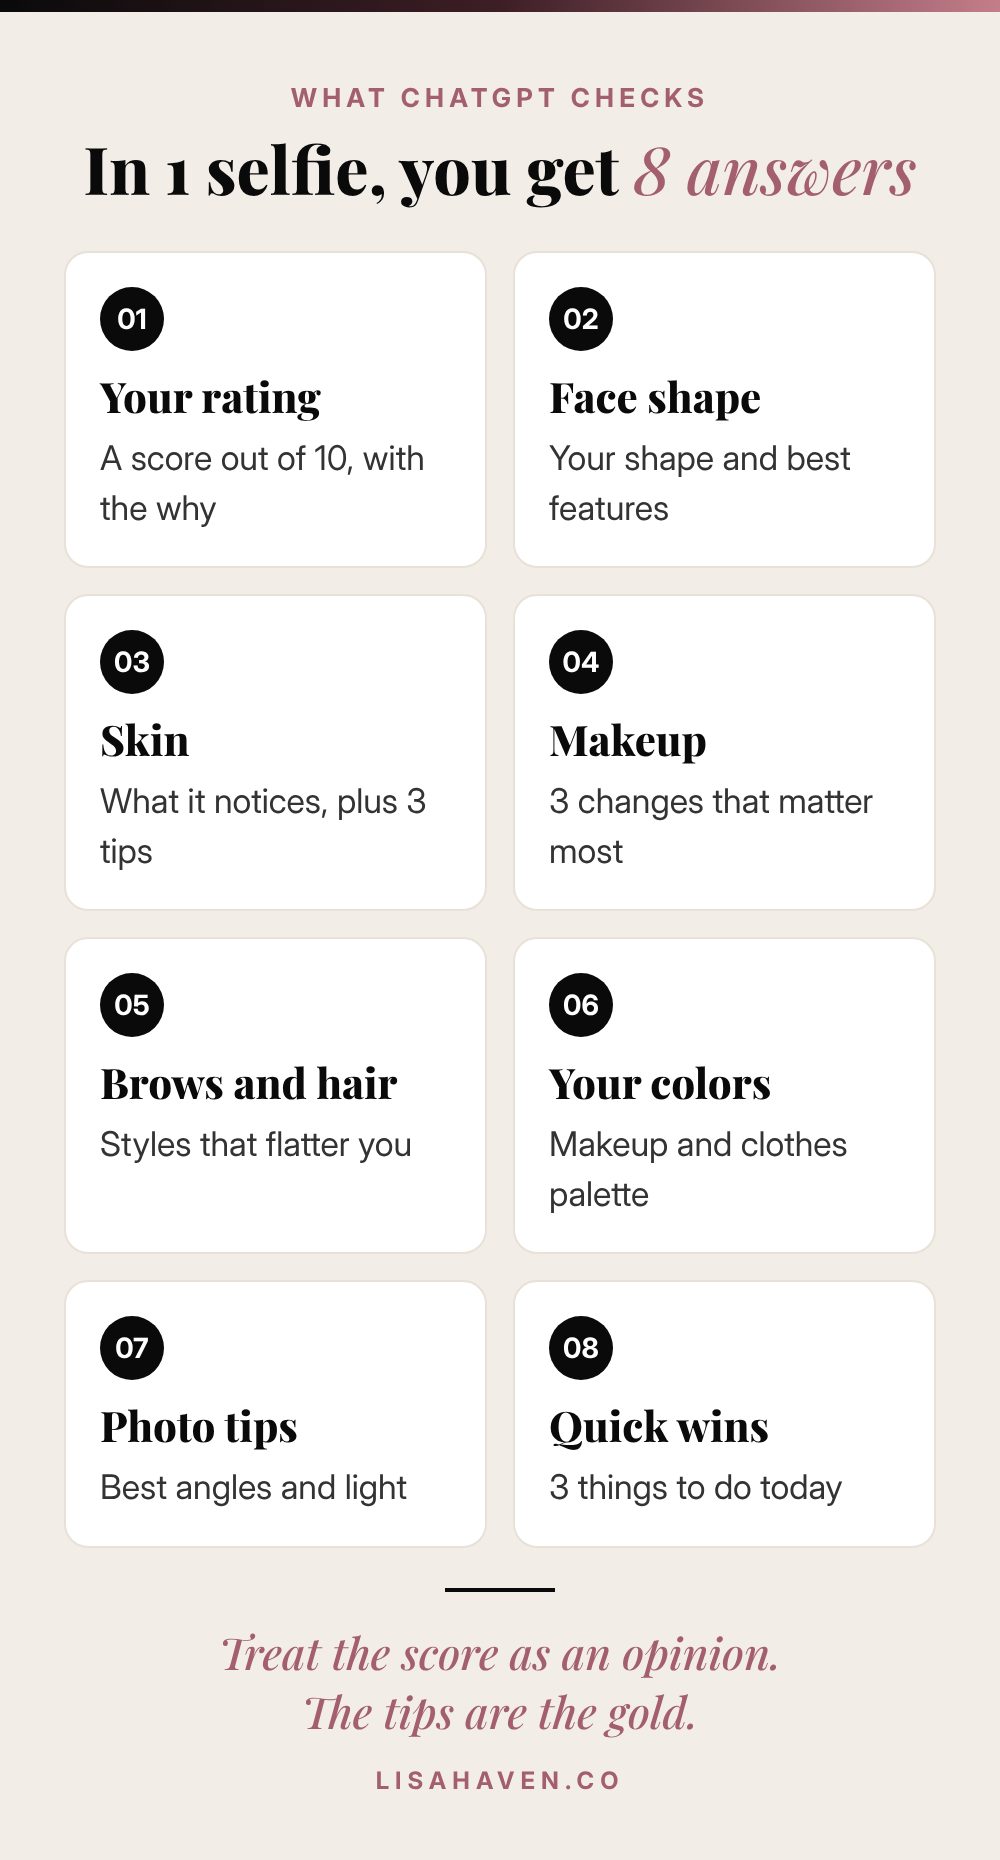 WHAT CHATGPT CHECKS
In 1 selfie, you get 8 answers
01
Your rating
A score out of 10, with
the why
02
Face shape
Your shape and best
features
03
Skin
What it notices, plus 3
tips
04
Makeup
3 changes that matter
most
05
Brows and hair
Styles that flatter you
06
Your colors
Makeup and clothes
palette
07
Photo tips
Best angles and light
08
Quick wins
3 things to do today
Treat the score as an opinion.
The tips are the gold.
LISAHAVEN.CO